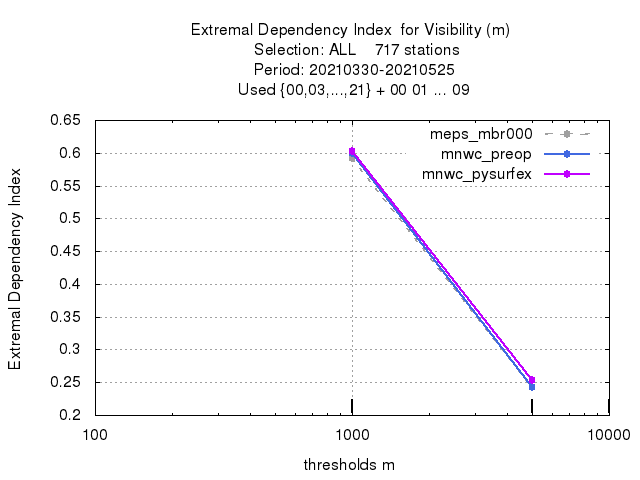 Extremal Dependency Index  for Visibility (m)
Selection: ALL    717 stations
Period: 20210330-20210525
Used {00,03,...,21} + 00 01 ... 09
meps_mbr000
mnwc_preop
mnwc_pysurfex
Extremal Dependency Index
0.65
0.6
0.55
0.5
0.45
0.4
0.35
0.3
0.25
0.2
100
1000
10000
thresholds m